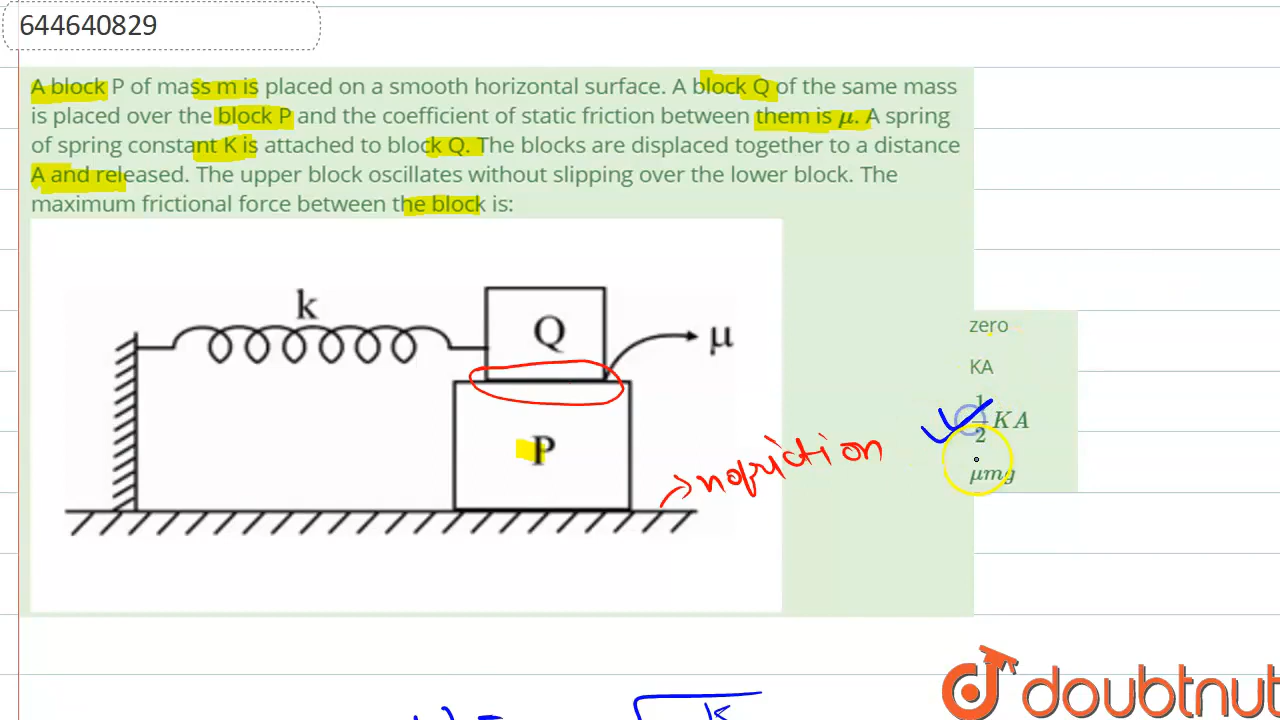 644640829
A block P of mass m is placed on a smooth horizontal surface. A block Q of the same mass
is placed over the block P and the coefficient of static friction between them is μ. A spring
of spring constant K is attached to block Q. The blocks are displaced together to a distance
A and released. The upper block oscillates without slipping over the lower block. The
maximum frictional force between the block is:
k
Q
μ
P
nofriction
zero
KA
1/2 KA
μmg
doubtnut
K